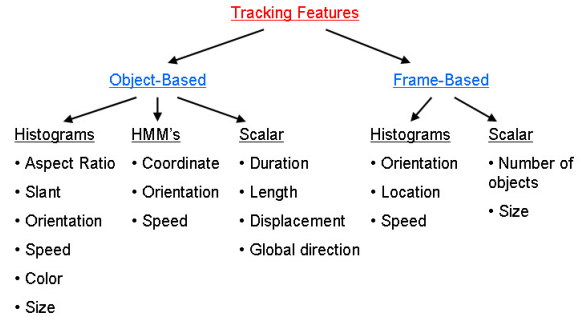 Tracking Features
Object-Based
Frame-Based
Histograms
• Aspect Ratio
• Slant
• Orientation
• Speed
• Color
• Size
HMM's
• Coordinate
• Orientation
• Speed
Scalar
• Duration
• Length
• Displacement
• Global direction
Histograms
• Orientation
• Location
• Speed
Scalar
• Number of
objects
• Size